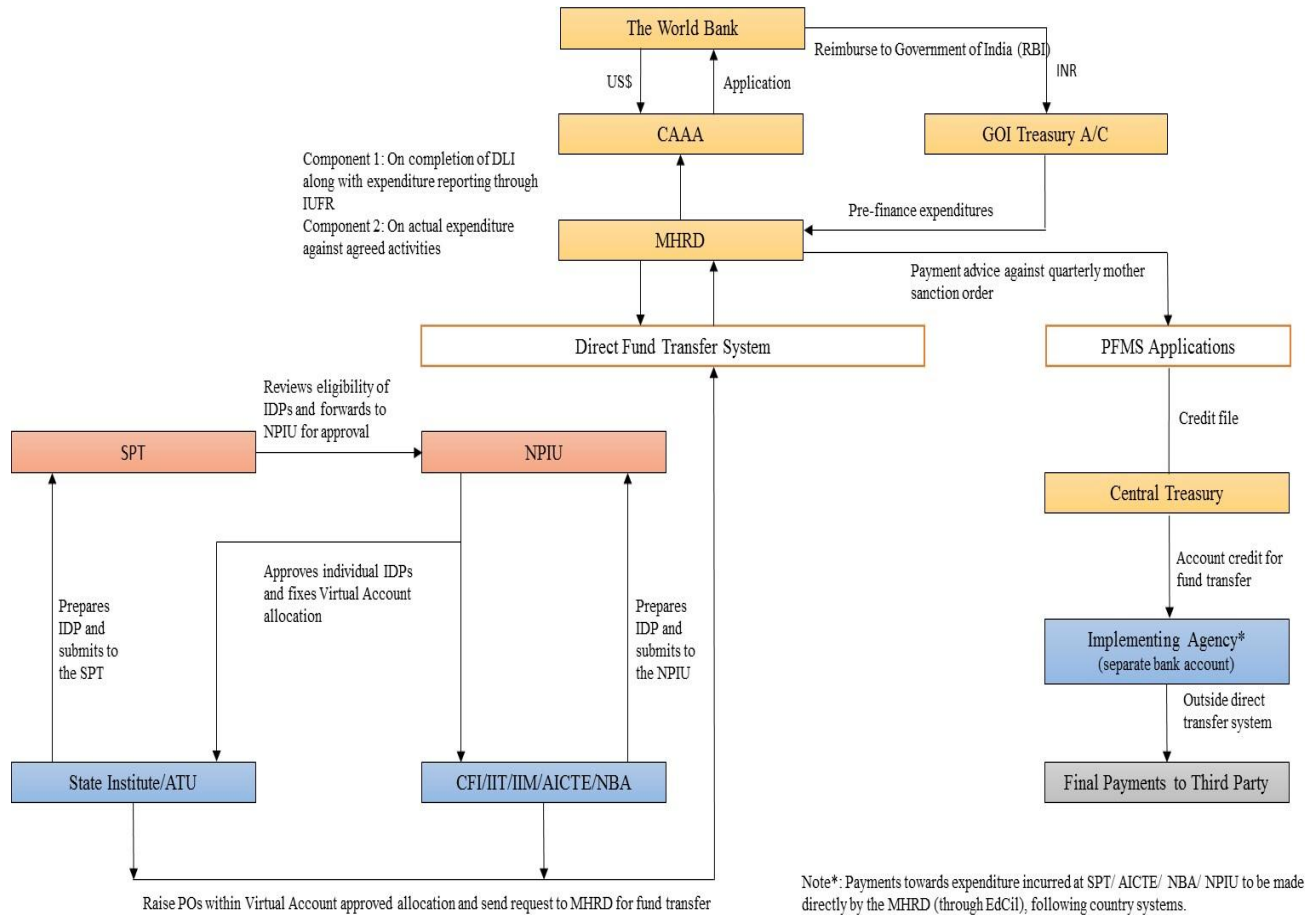 The World Bank
Reimburse to Government of India (RBI)
INR
US$
Application
CAAA
GOI Treasury A/C
Component 1: On completion of DLI
along with expenditure reporting through
IUFR
Component 2: On actual expenditure
against agreed activities
Pre-finance expenditures
MHRD
Payment advice against quarterly mother
sanction order
Direct Fund Transfer System
PFMS Applications
Reviews eligibility of
IDPs and forwards to
NPIU for approval
Credit file
SPT
NPIU
Central Treasury
Approves individual IDPs
and fixes Virtual Account
allocation
Account credit for
fund transfer
Prepares
IDP and
submits to
the SPT
Prepares
IDP and
submits to
the NPIU
Implementing Agency*
(separate bank account)
Outside direct
transfer system
State Institute/ATU
CFI/IIT/IIM/AICTE/NBA
Final Payments to Third Party
Raise POs within Virtual Account approved allocation and send request to MHRD for fund transfer
Note*: Payments towards expenditure incurred at SPT/ AICTE/ NBA/ NPIU to be made
directly by the MHRD (through EdCil), following country systems.